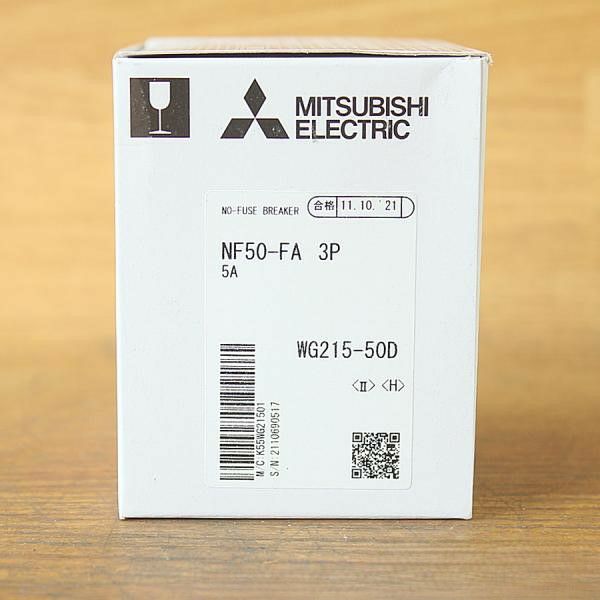 MITSUBISHI
ELECTRIC
NO-FUSE BREAKER 合格 11.10.'21
NF50-FA 3P
5A
WG215-50D
〈Ⅱ〉〈H〉
M/C:K55WG21501
S/N:2110690517